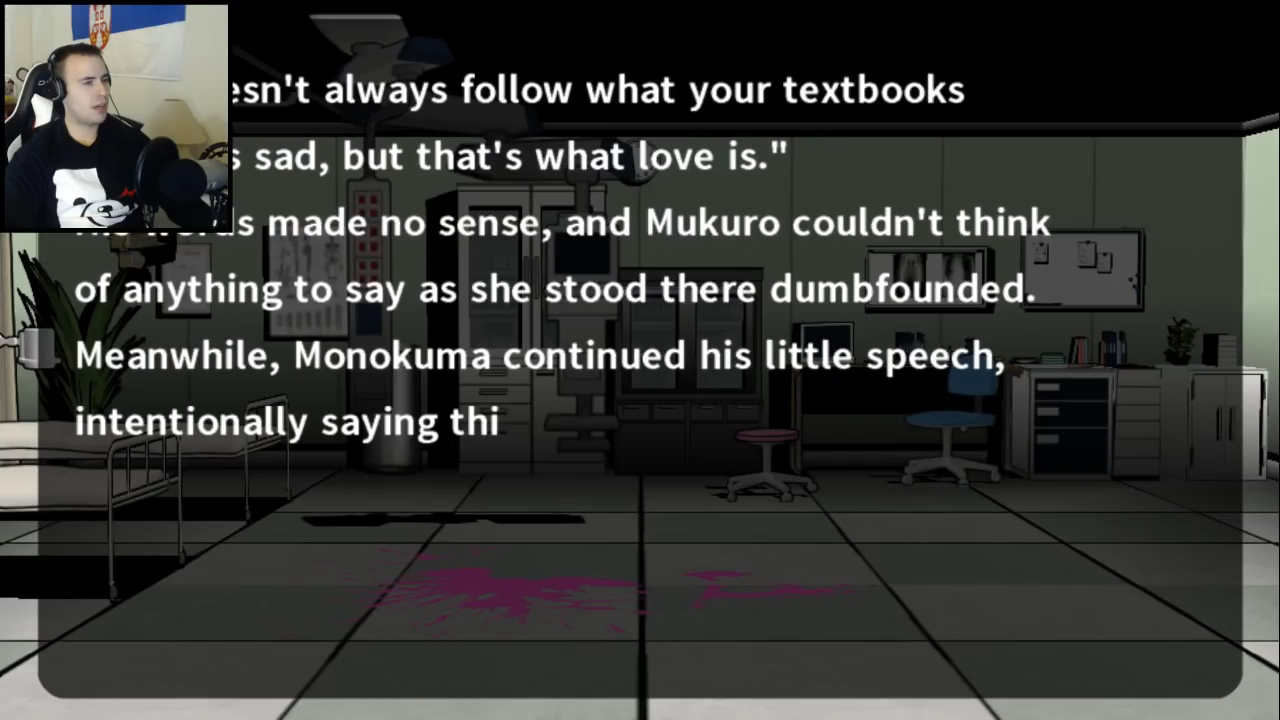 always follow what your textbooks
sad, but that's what love is."
made no sense, and Mukuro couldn't think
of anything to say as she stood there dumbfounded.
Meanwhile, Monokuma continued his little speech,
intentionally saying thi